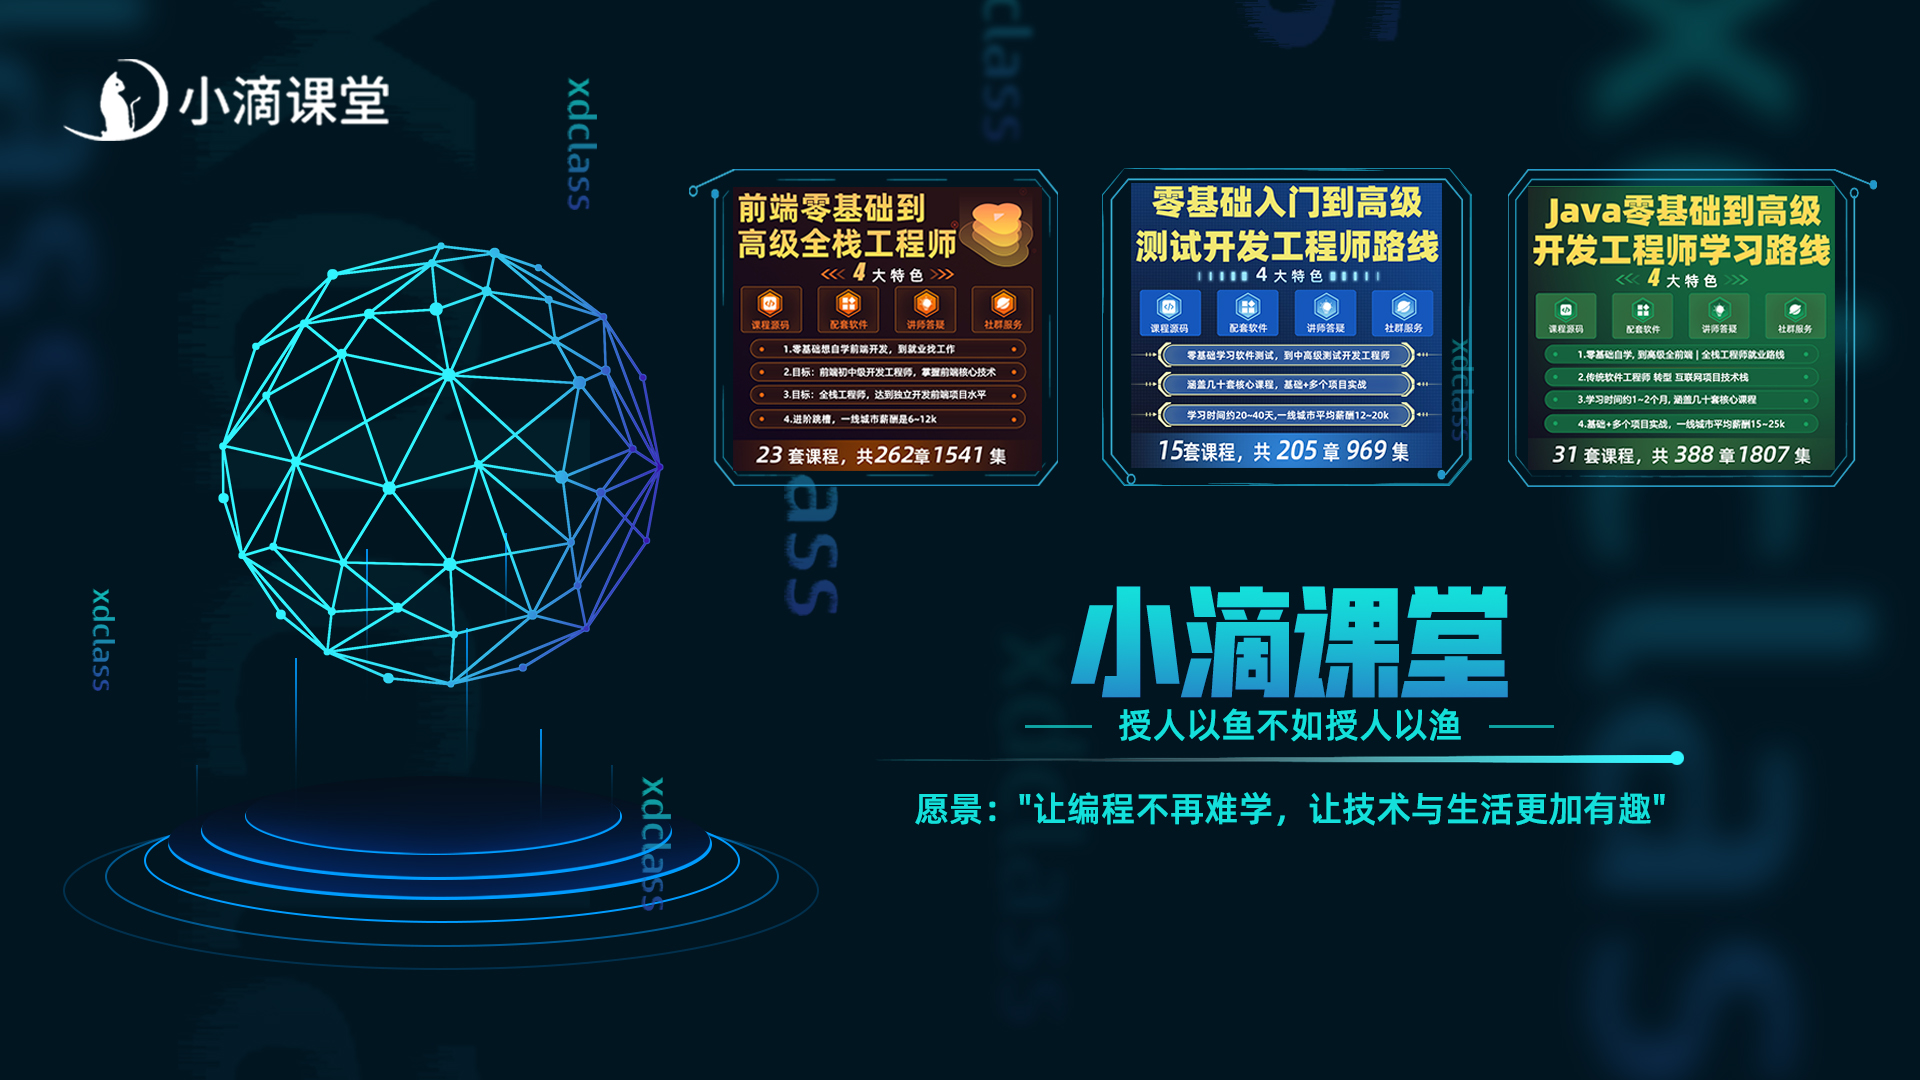 小滴课堂
xdclass
xdclass
前端零基础到
高级全栈工程师
4大特色
课程源码 配套软件 讲师答疑 社群服务
1.零基础想自学前端开发，到就业找工作
2.目标：前端初中级开发工程师，掌握前端核心技术
3.目标：全栈工程师，达到独立开发前端项目水平
4.进阶跳槽，一线城市薪酬是6~12k
23 套课程，共262章1541 集
零基础入门到高级
测试开发工程师路线
4大特色
课程源码 配套软件 讲师答疑 社群服务
零基础学习软件测试，到中高级测试开发工程师
涵盖几十套核心课程，基础+多个项目实战
学习时间约20~40天,一线城市平均薪酬12~20k
15套课程，共 205 章 969 集
Java零基础到高级
开发工程师学习路线
4大特色
课程源码 配套软件 讲师答疑 社群服务
1.零基础自学, 到高级全前端 | 全栈工程师就业路线
2.传统软件工程师 转型 互联网项目技术栈
3.学习时间约1~2个月, 涵盖几十套核心课程
4.基础+多个项目实战，一线城市平均薪酬15~25k
31 套课程，共 388 章1807 集
xdclass
ass
xdclass
小滴课堂
授人以鱼不如授人以渔
愿景："让编程不再难学，让技术与生活更加有趣"
xdclass
xdclass
xdclass